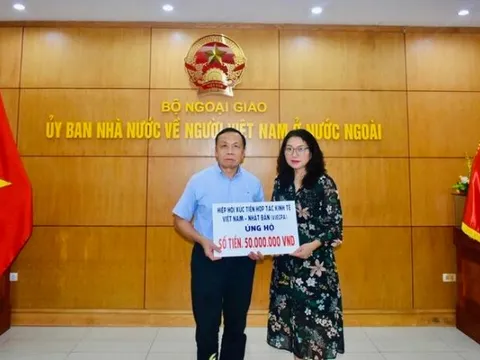 BỘ NGOẠI GIAO
ỦY BAN NHÀ NƯỚC VỀ NGƯỜI VIỆT NAM Ở NƯỚC NGOÀI
HIỆP HỘI XÚC TIẾN HỢP TÁC KINH TẾ
VIỆT NAM - NHẬT BẢN
ỦNG HỘ
SỐ TIỀN: 50.000.000 VND